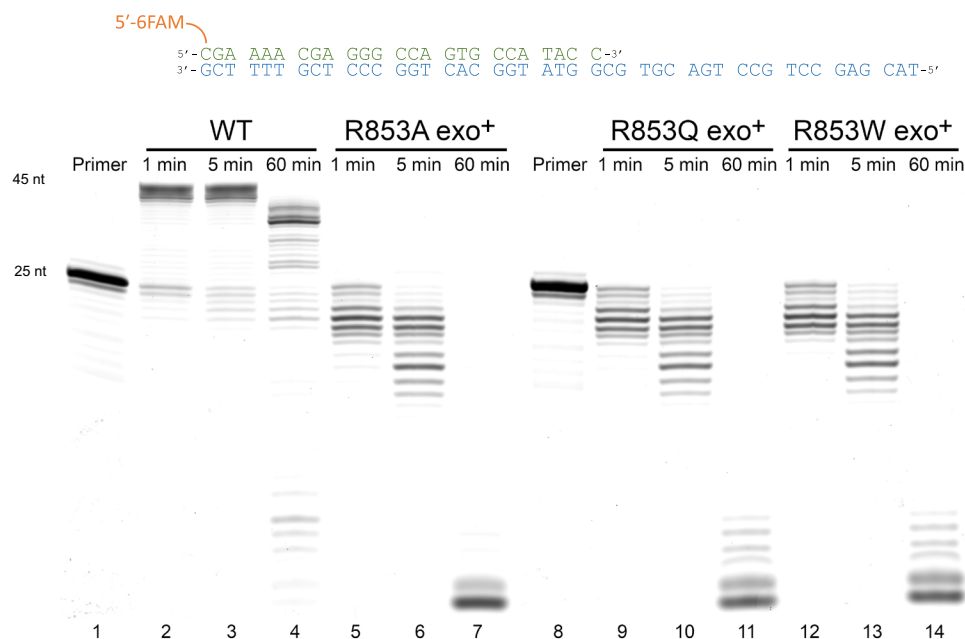 5′-6FAM
5′-CGA AAA CGA GGG CCA GTG CCA TAC C-3′
3′-GCT TTT GCT CCC GGT CAC GGT ATG GCG TGC AGT CCG TCC GAG CAT-5′
WT R853A exo⁺ R853Q exo⁺ R853W exo⁺
Primer 1 min 5 min 60 min 1 min 5 min 60 min Primer 1 min 5 min 60 min 1 min 5 min 60 min
45 nt
25 nt
1 2 3 4 5 6 7 8 9 10 11 12 13 14